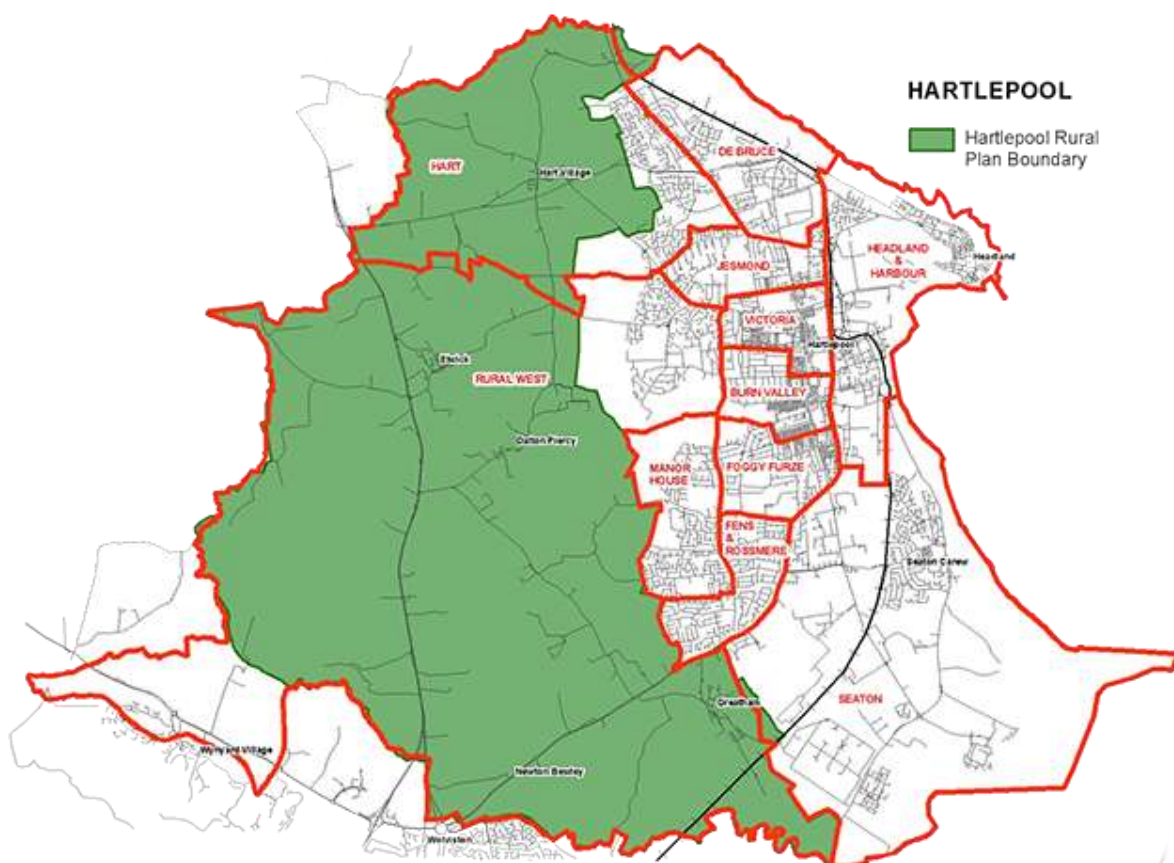 HARTLEPOOL
Hartlepool Rural
Plan Boundary
DE BRUCE
HART
Hart Village
HEADLAND
&
HARBOUR
Headland
JESMOND
VICTORIA
Hartlepool
Elwick
RURAL WEST
BURN VALLEY
Dalton Piercy
MANOR
HOUSE
FOGGY FURZE
FENS
&
ROSSMERE
Seaton Carew
SEATON
Greatham
Wynyard Village
Newton Bewley
Wolviston